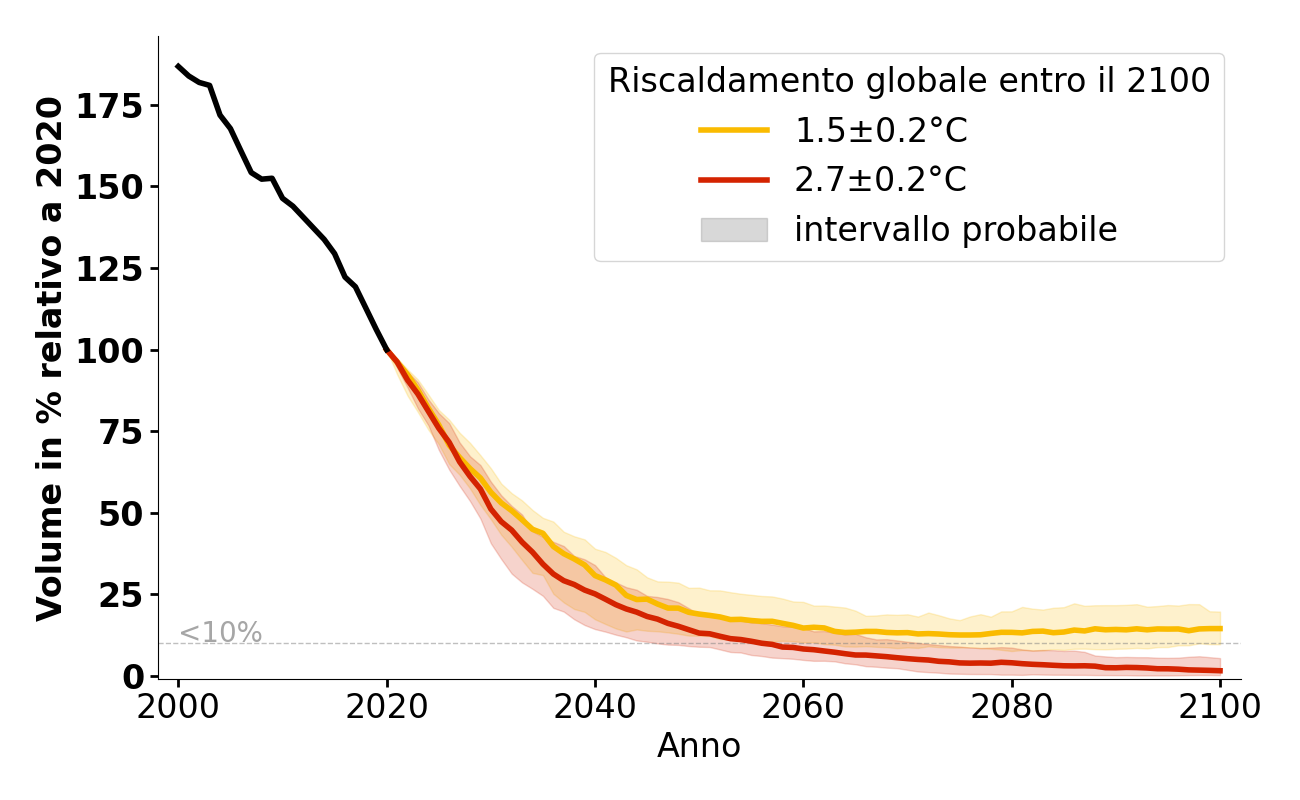 Riscaldamento globale entro il 2100
1.5±0.2°C
2.7±0.2°C
intervallo probabile
Volume in % relativo a 2020
175
150
125
100
75
50
25
0
<10%
2000 2020 2040 2060 2080 2100
Anno